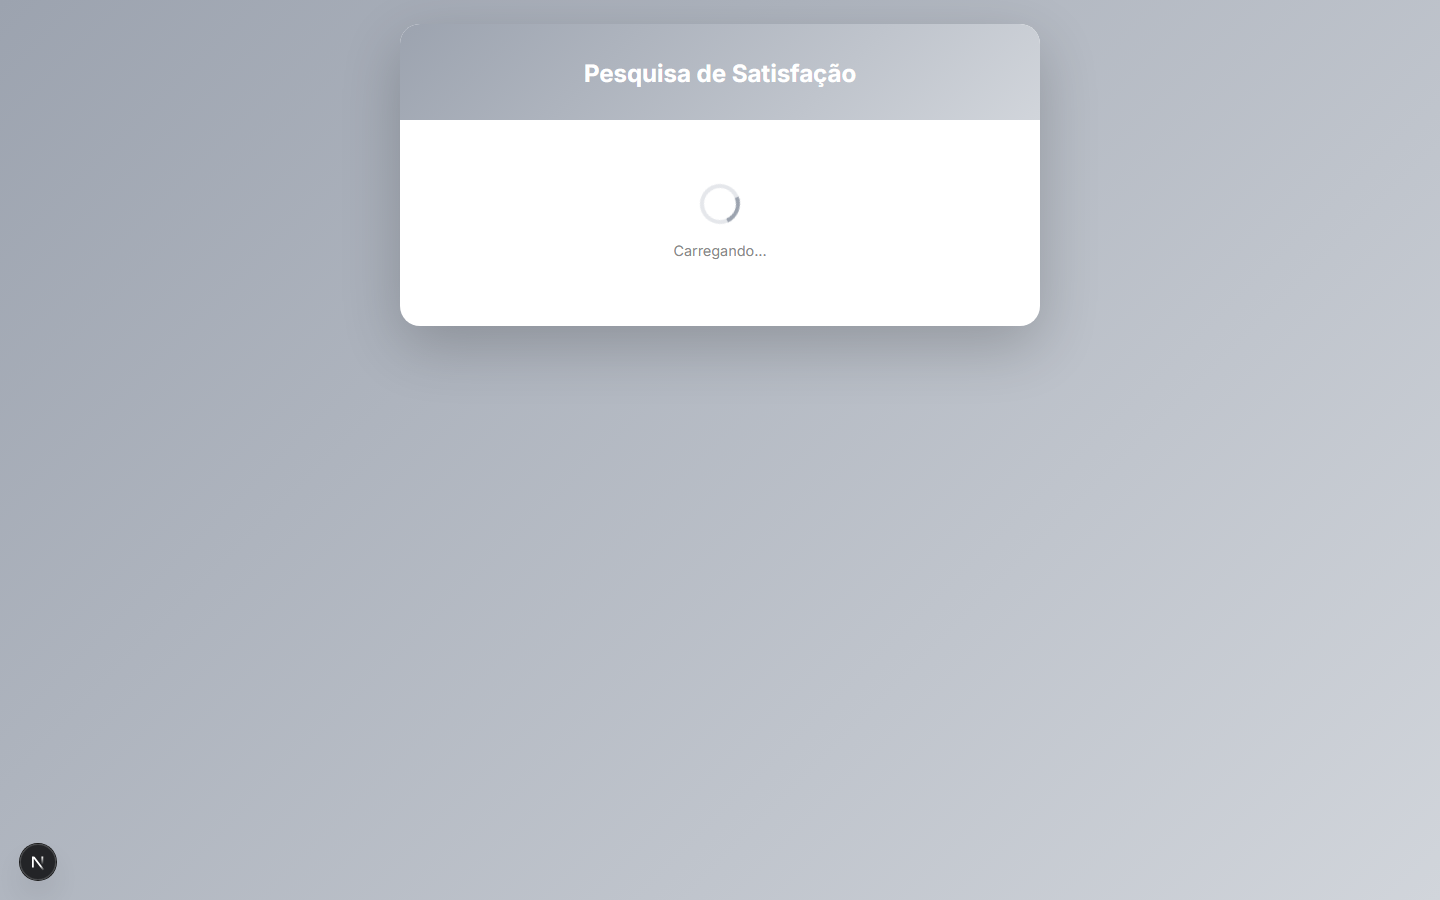 Pesquisa de Satisfação
Carregando...
N